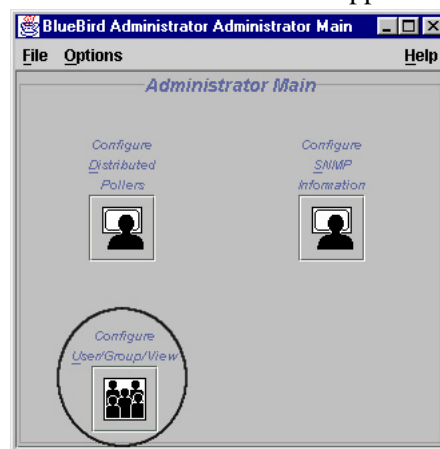 BlueBird Administrator Administrator Main
File Options Help
Administrator Main
Configure
Distributed
Pollers
Configure
SNMP
Information
Configure
User/Group/View